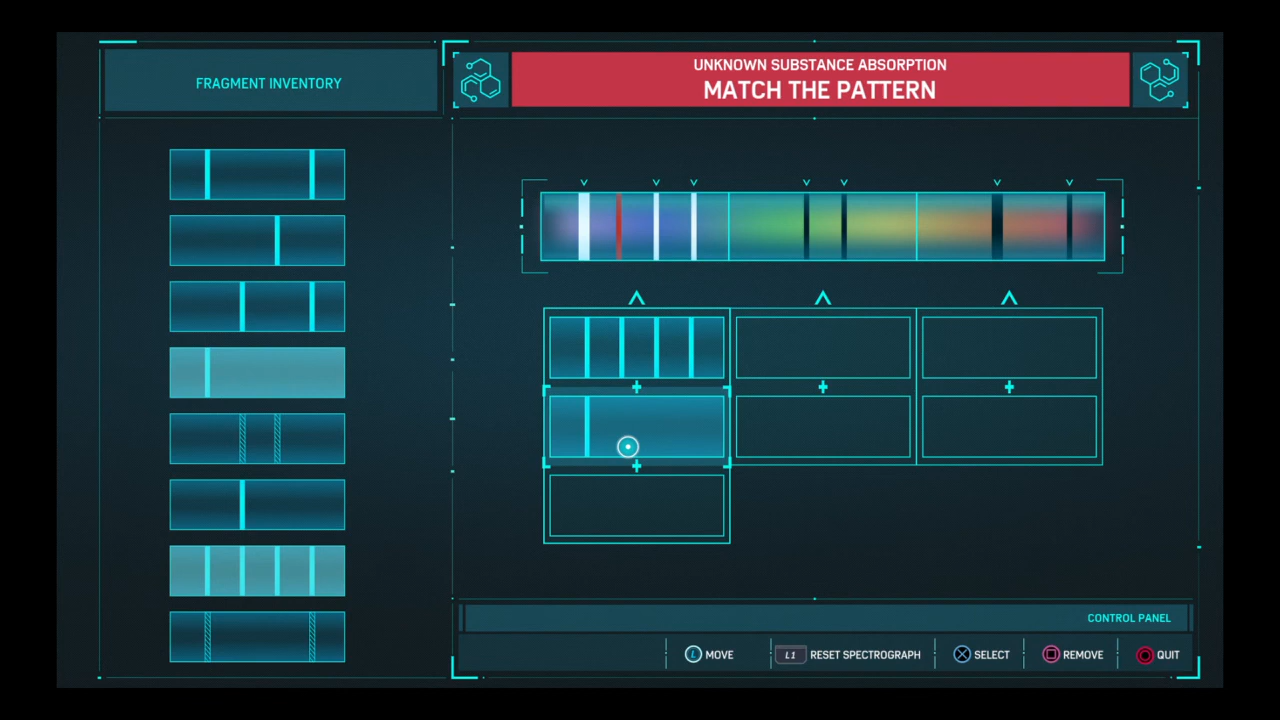 FRAGMENT INVENTORY
UNKNOWN SUBSTANCE ABSORPTION
MATCH THE PATTERN
CONTROL PANEL
L MOVE
L1 RESET SPECTROGRAPH
SELECT
REMOVE
QUIT